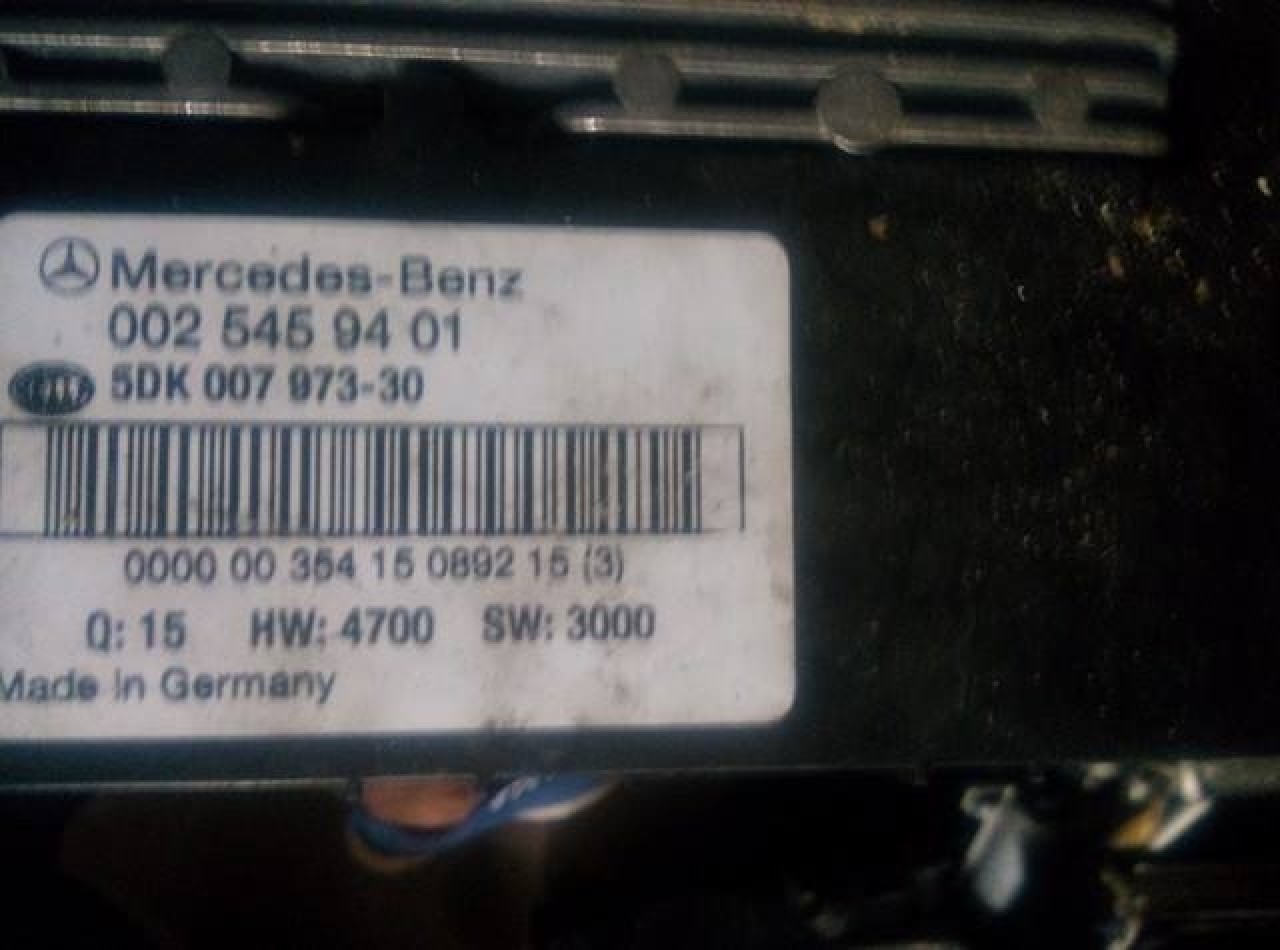 Mercedes-Benz
002 545 94 01
5DK 007 973-30
0000 00 354 15 0892 15 (3)
Q: 15 HW: 4700 SW: 3000
Made in Germany